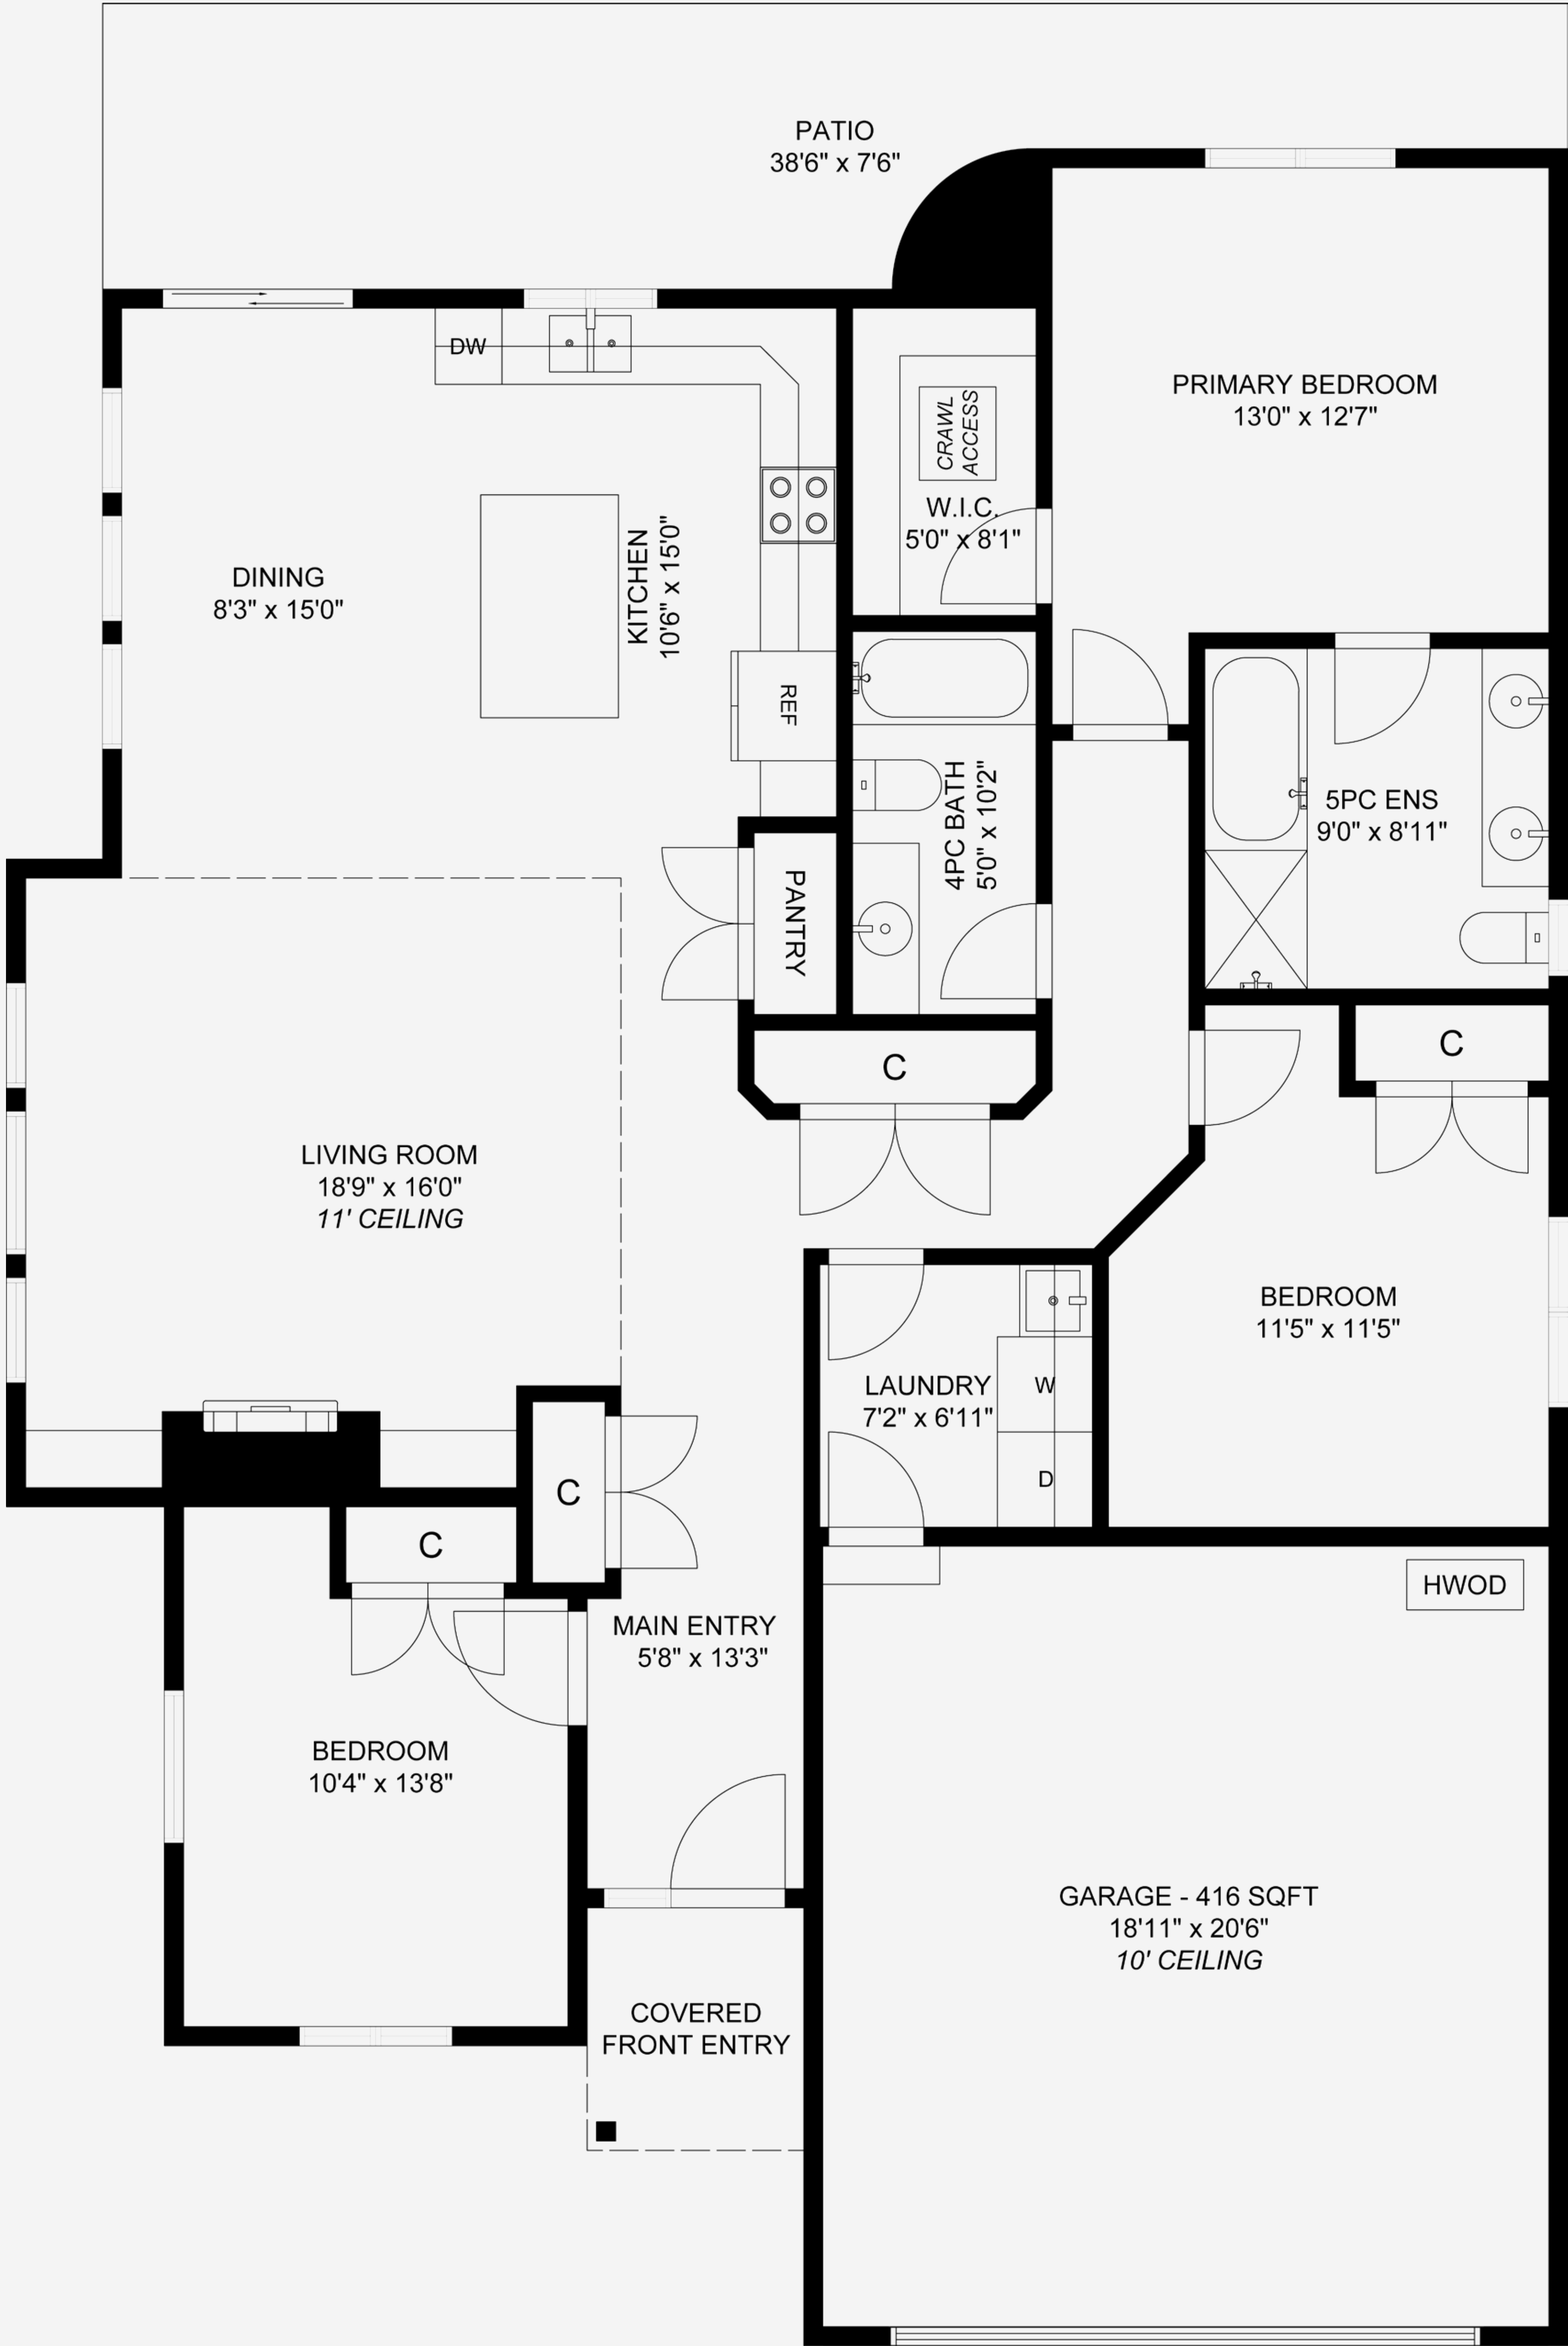 PATIO
38'6" x 7'6"
DW
CRAWL
ACCESS
W.I.C.
5'0" x 8'1"
PRIMARY BEDROOM
13'0" x 12'7"
DINING
8'3" x 15'0"
KITCHEN
10'6" x 15'0"
REF
4PC BATH
5'0" x 10'2"
5PC ENS
9'0" x 8'11"
PANTRY
C
C
LIVING ROOM
18'9" x 16'0"
11' CEILING
BEDROOM
11'5" x 11'5"
LAUNDRY
7'2" x 6'11"
W
D
C
C
HWOD
MAIN ENTRY
5'8" x 13'3"
BEDROOM
10'4" x 13'8"
GARAGE - 416 SQFT
18'11" x 20'6"
10' CEILING
COVERED
FRONT ENTRY